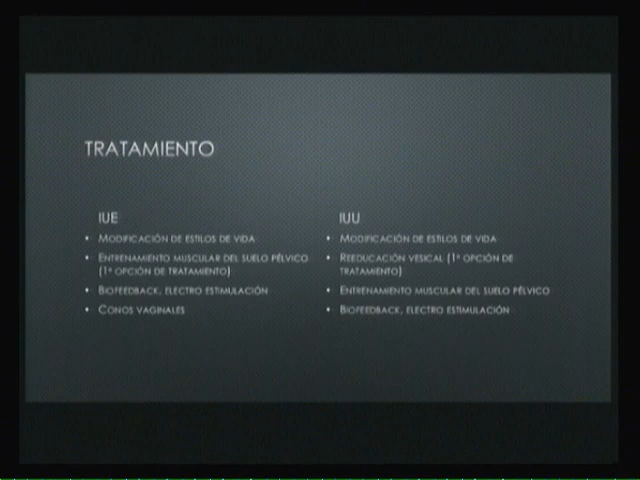 TRATAMIENTO
IUE
• MODIFICACIÓN DE ESTILOS DE VIDA
• ENTRENAMIENTO MUSCULAR DEL SUELO PÉLVICO
(1ª OPCIÓN DE TRATAMIENTO)
• BIOFEEDBACK, ELECTRO ESTIMULACIÓN
• CONOS VAGINALES
IUU
• MODIFICACIÓN DE ESTILOS DE VIDA
• REEDUCACIÓN VESICAL (1ª OPCIÓN DE
TRATAMIENTO)
• ENTRENAMIENTO MUSCULAR DEL SUELO PÉLVICO
• BIOFEEDBACK, ELECTRO ESTIMULACIÓN